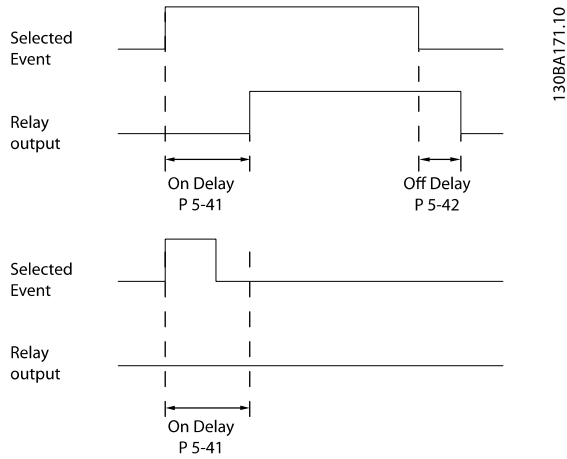 Selected
Event
130BA171.10
Relay
output
On Delay
P 5-41
Off Delay
P 5-42
Selected
Event
Relay
output
On Delay
P 5-41